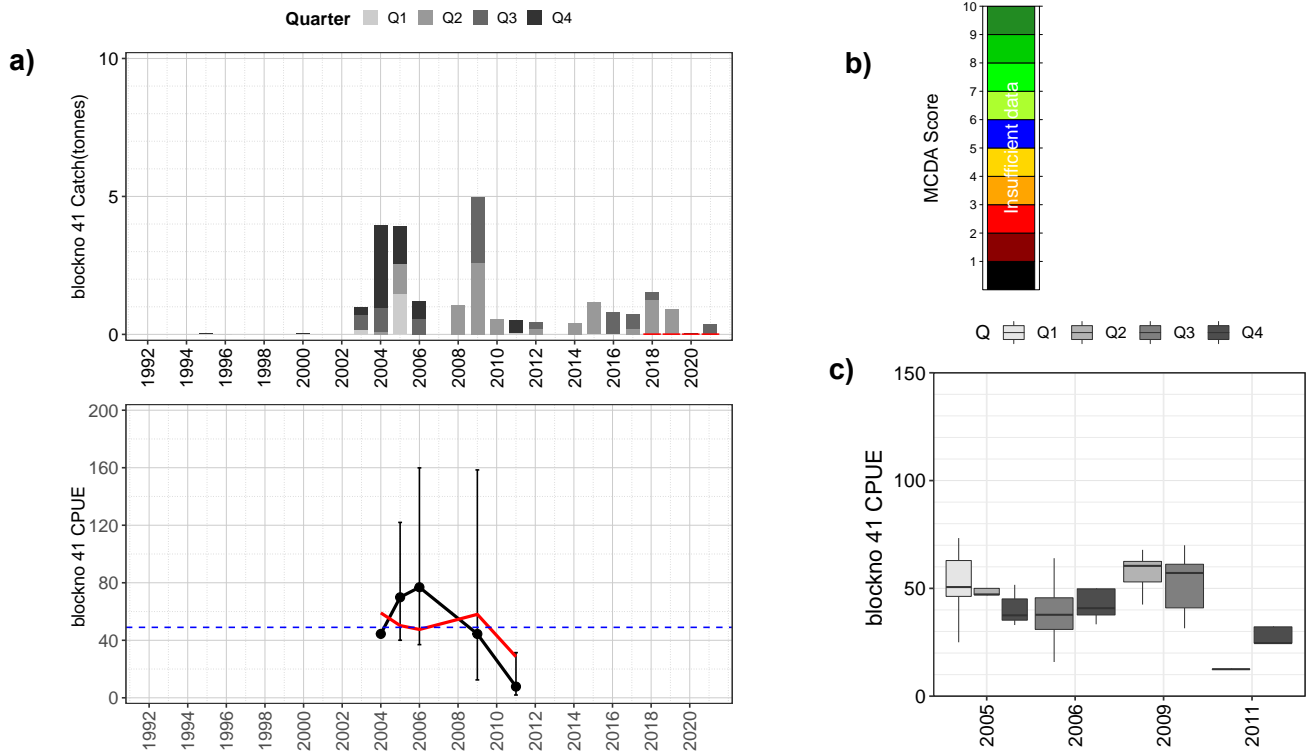 Quarter Q1 Q2 Q3 Q4
a)
blockno 41 Catch(tonnes)
10
5
0
1992 1994 1996 1998 2000 2002 2004 2006 2008 2010 2012 2014 2016 2018 2020
blockno 41 CPUE
200
160
120
80
40
0
1992 1994 1996 1998 2000 2002 2004 2006 2008 2010 2012 2014 2016 2018 2020
b)
MCDA Score
10
9
8
7
6
5
4
3
2
1
Insufficient data
Q Q1 Q2 Q3 Q4
c)
blockno 41 CPUE
150
100
50
0
2005 2006 2009 2011